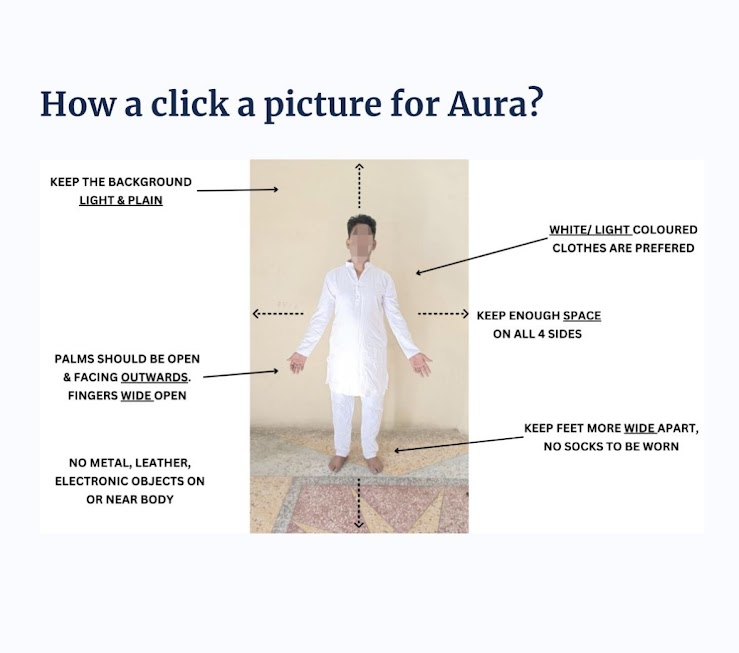 How a click a picture for Aura?
KEEP THE BACKGROUND
LIGHT & PLAIN
WHITE/ LIGHT COLOURED
CLOTHES ARE PREFERED
KEEP ENOUGH SPACE
ON ALL 4 SIDES
PALMS SHOULD BE OPEN
& FACING OUTWARDS.
FINGERS WIDE OPEN
KEEP FEET MORE WIDE APART,
NO SOCKS TO BE WORN
NO METAL, LEATHER,
ELECTRONIC OBJECTS ON
OR NEAR BODY